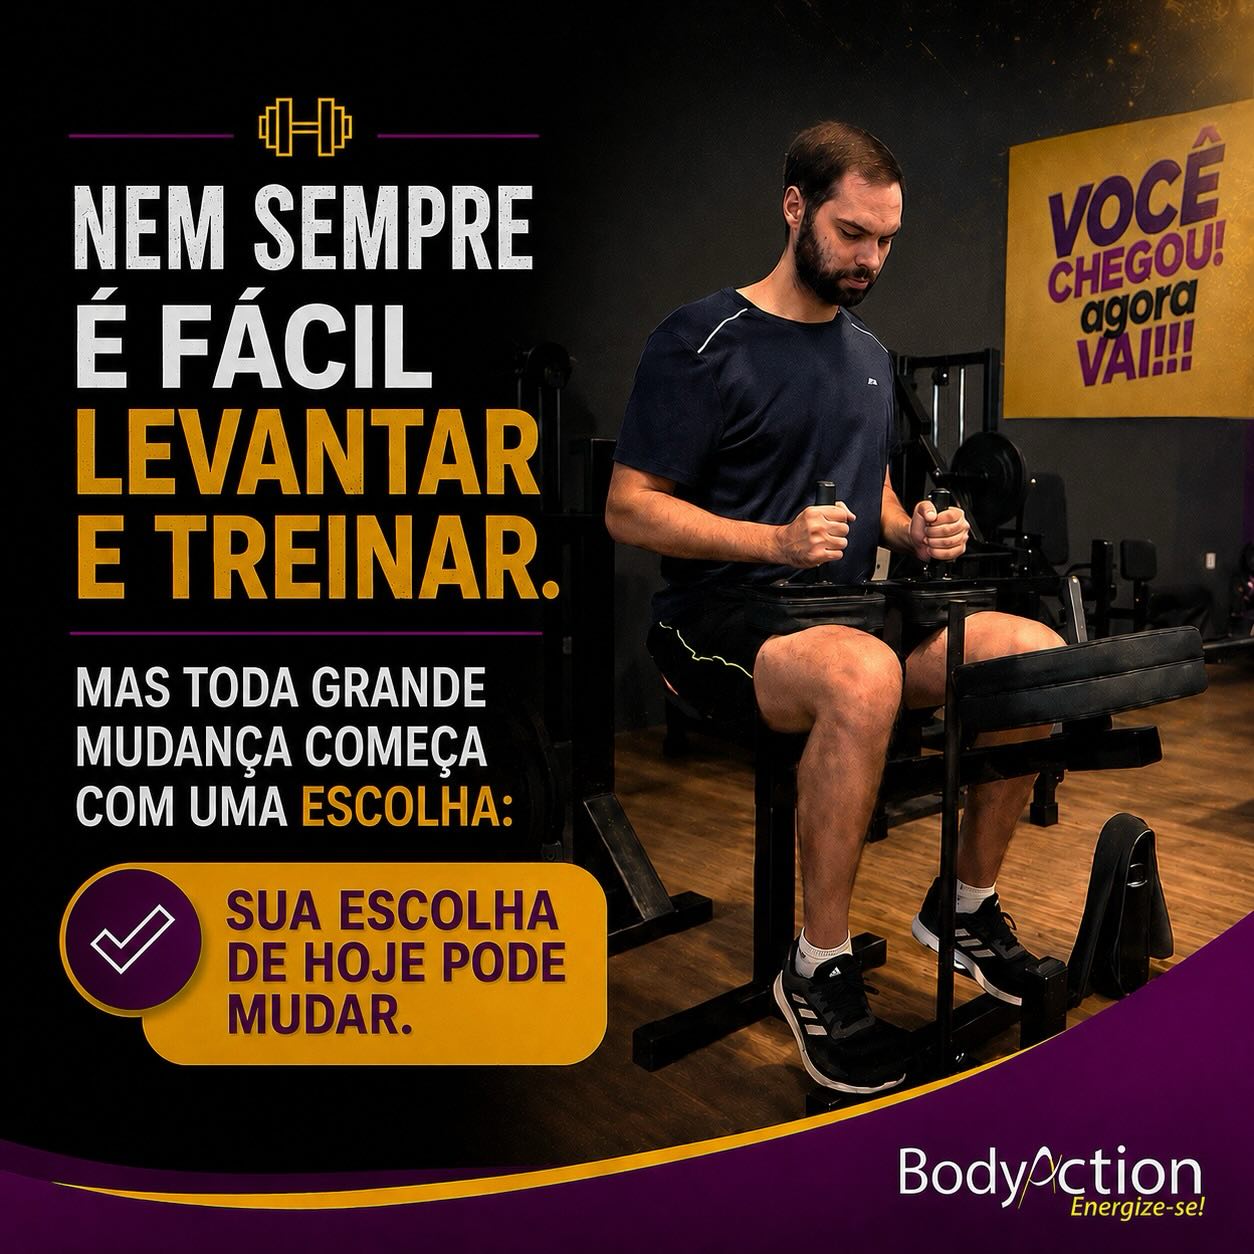 NEM SEMPRE
É FÁCIL
LEVANTAR
E TREINAR.
MAS TODA GRANDE
MUDANÇA COMEÇA
COM UMA ESCOLHA:
SUA ESCOLHA
DE HOJE PODE
MUDAR.
VOCÊ
CHEGOU!
agora
VAI!!!
BodyAction
Energize-se!